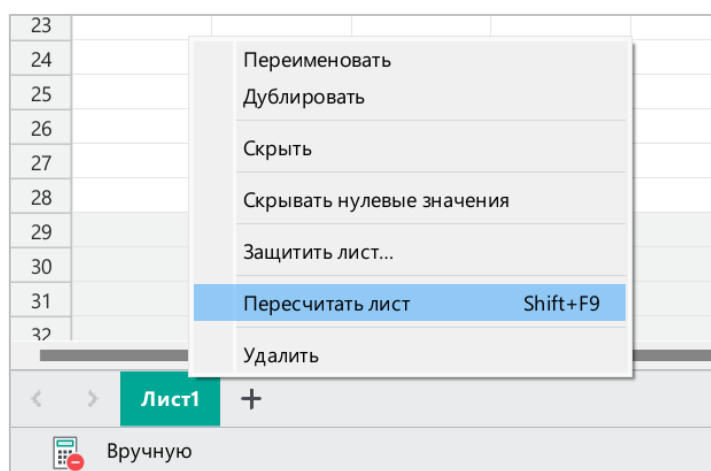 23
24
Переименовать
25
Дублировать
26
Скрыть
27
28
Скрывать нулевые значения
29
Защитить лист...
30
31
Пересчитать лист Shift+F9
32
Удалить
< > Лист1 +
Вручную